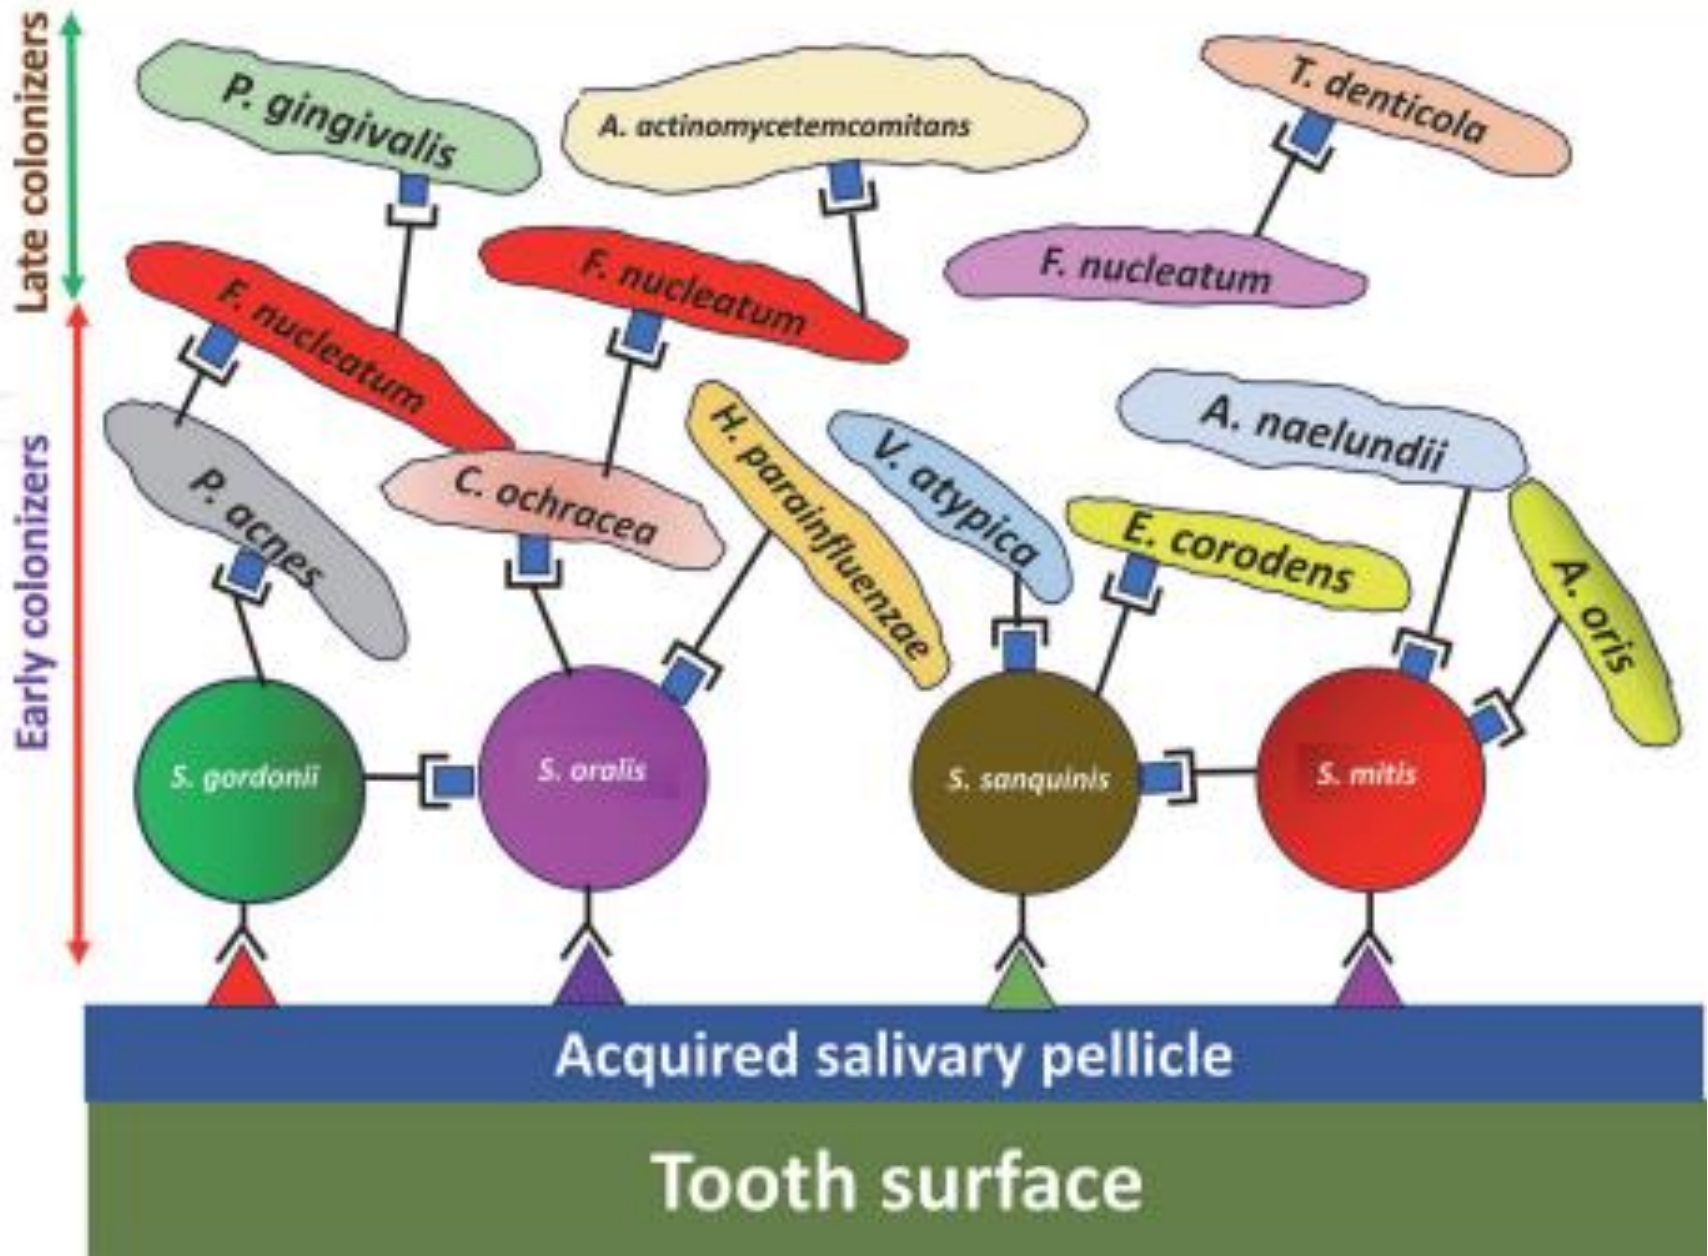 Late colonizers
Early colonizers
P. gingivalis
A. actinomycetemcomitans
T. denticola
F. nucleatum
F. nucleatum
F. nucleatum
P. acnes
C. ochracea
H. parainfluenzae
V. atypica
E. corodens
A. naelundii
A. oris
S. gordonii
S. oralis
S. sanquinis
S. mitis
Acquired salivary pellicle
Tooth surface